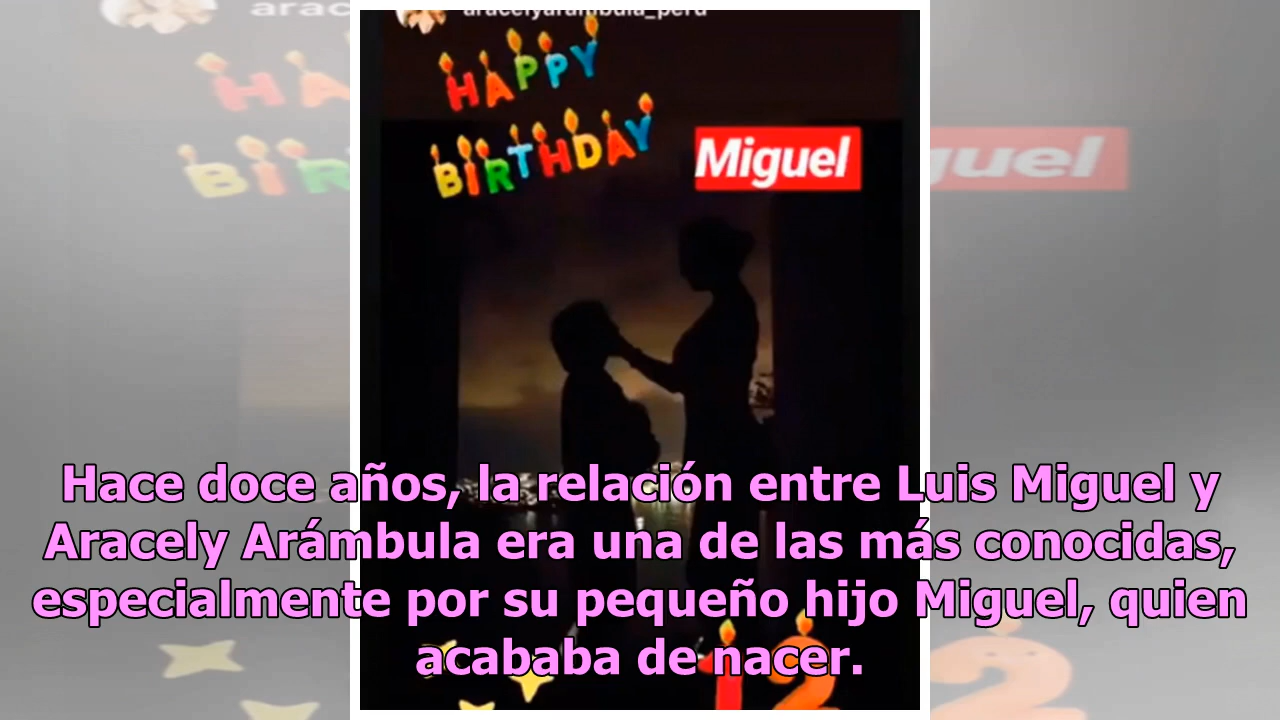 aracelyarambula_peru
HAPPY
BIRTHDAY
Miguel
Hace doce años, la relación entre Luis Miguel y
Aracely Arámbula era una de las más conocidas,
especialmente por su pequeño hijo Miguel, quien
acababa de nacer.
12